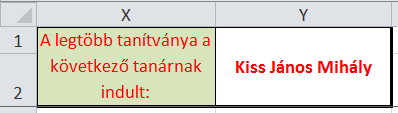 X Y
1 A legtöbb tanítványa a
következő tanárnak Kiss János Mihály
2 indult: